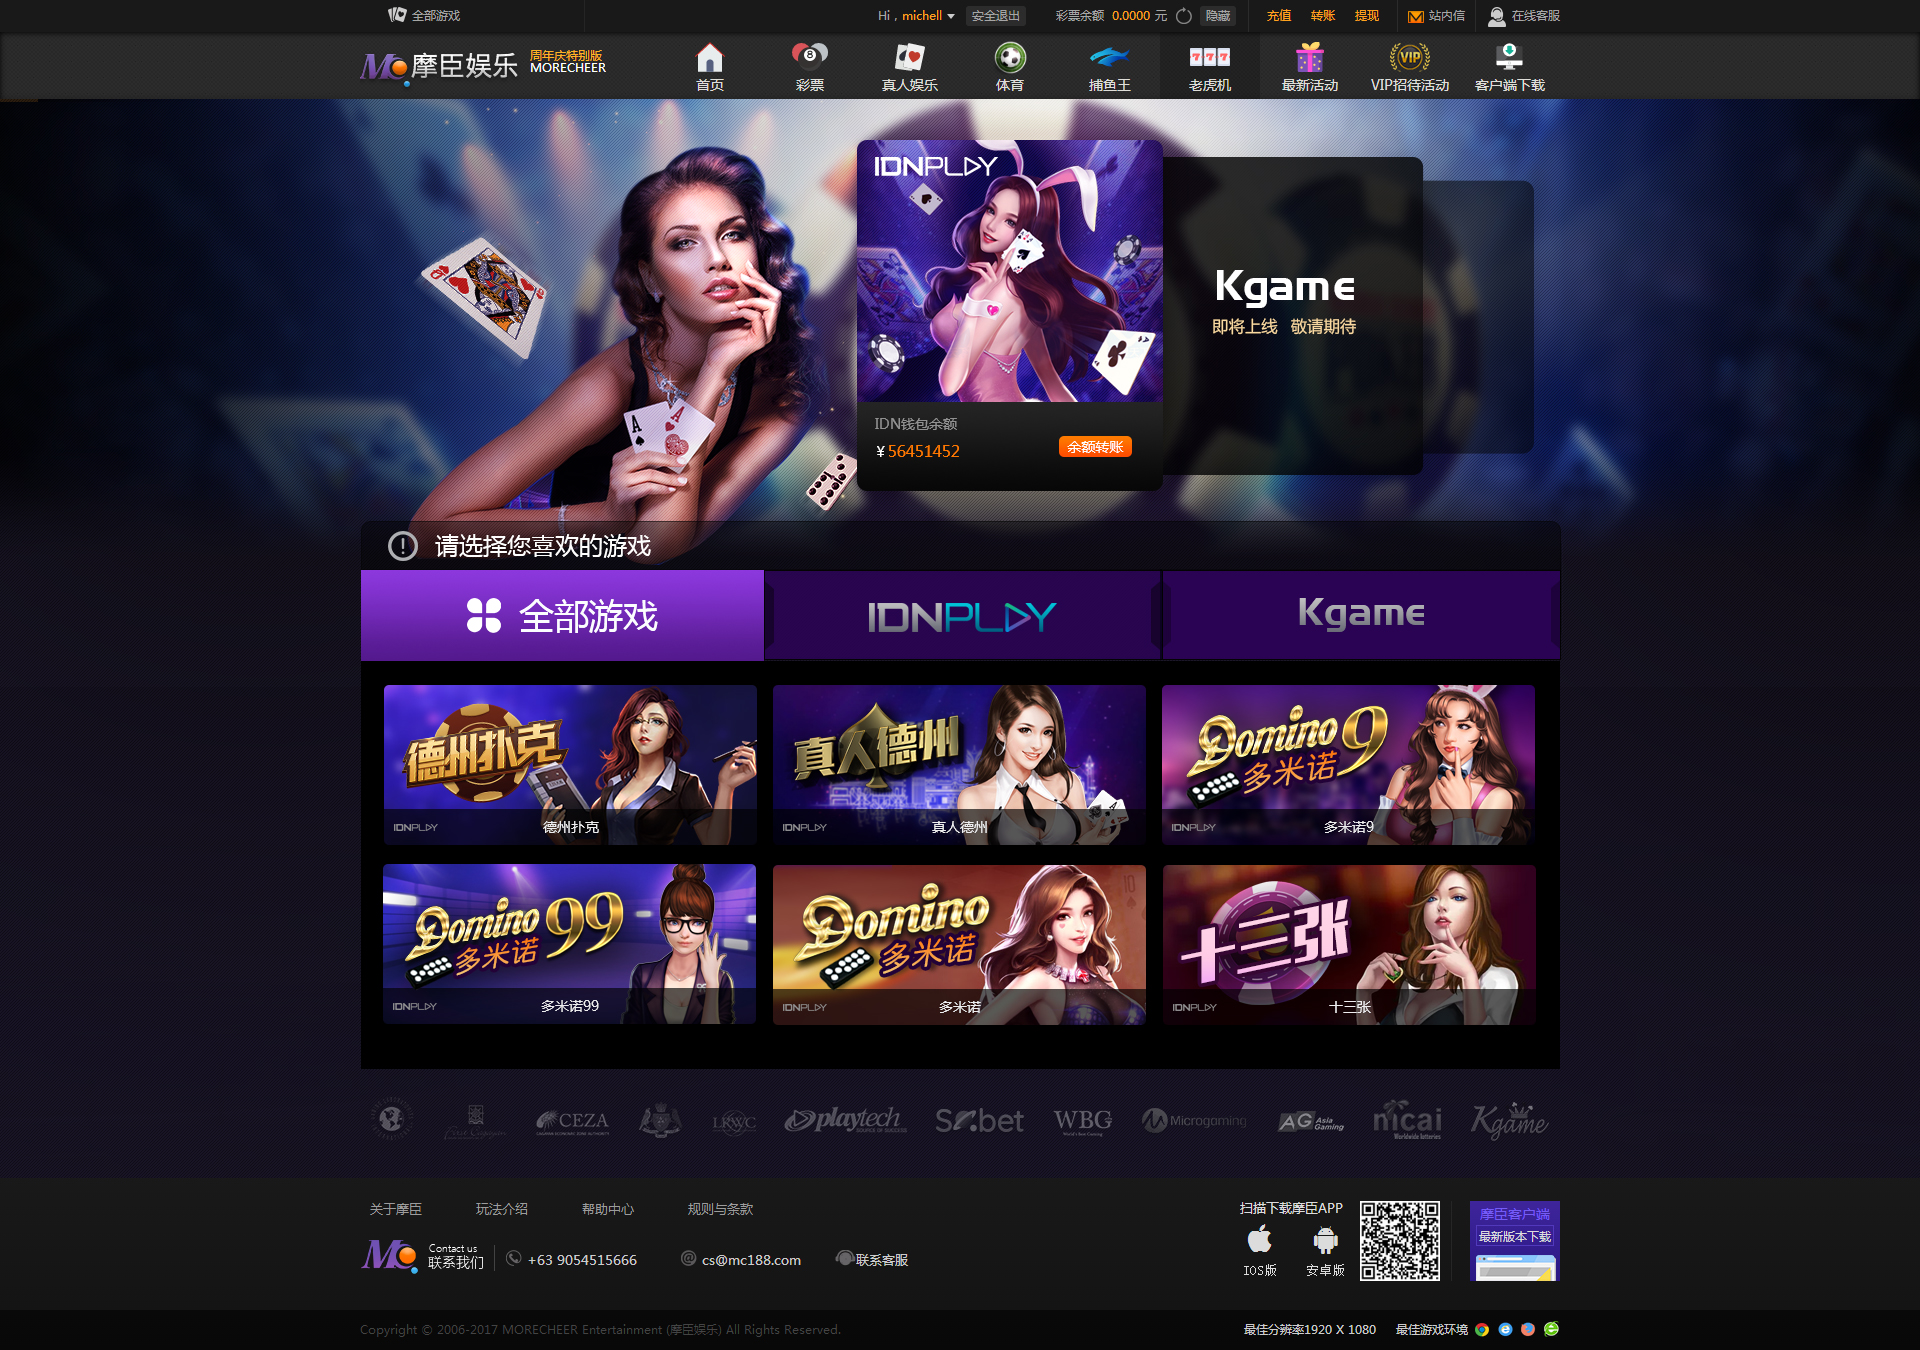 全部游戏
Hi，michell
安全退出
彩票余额 0.0000 元
隐藏
充值
转账
提现
站内信
在线客服
Mc摩臣娱乐
周年庆特别版
MORECHEER
首页
彩票
真人娱乐
体育
捕鱼王
老虎机
最新活动
VIP
VIP招待活动
客户端下载
IDNPLAY
Kgame
即将上线 敬请期待
IDN钱包余额
¥56451452
余额转账
请选择您喜欢的游戏
全部游戏
IDNPLAY
Kgame
德州扑克
IDNPLAY
德州扑克
真人德州
IDNPLAY
真人德州
Domino 9
多米诺
IDNPLAY
多米诺9
Domino 99
多米诺
IDNPLAY
多米诺99
Domino
多米诺
IDNPLAY
多米诺
十三张
IDNPLAY
十三张
CEZA
LRWC
playtech
SOURCE OF SUCCESS
Sbobet
WBG
World's Best Gaming
Microgaming
AG Asia Gaming
nicai
Worldwide lotteries
Kgame
关于摩臣
玩法介绍
帮助中心
规则与条款
Mc
Contact us
联系我们
+63 9054515666
cs@mc188.com
联系客服
扫描下载摩臣APP
IOS版
安卓版
摩臣客户端
最新版本下载
Copyright © 2006-2017 MORECHEER Entertainment (摩臣娱乐) All Rights Reserved.
最佳分辨率1920 X 1080
最佳游戏环境